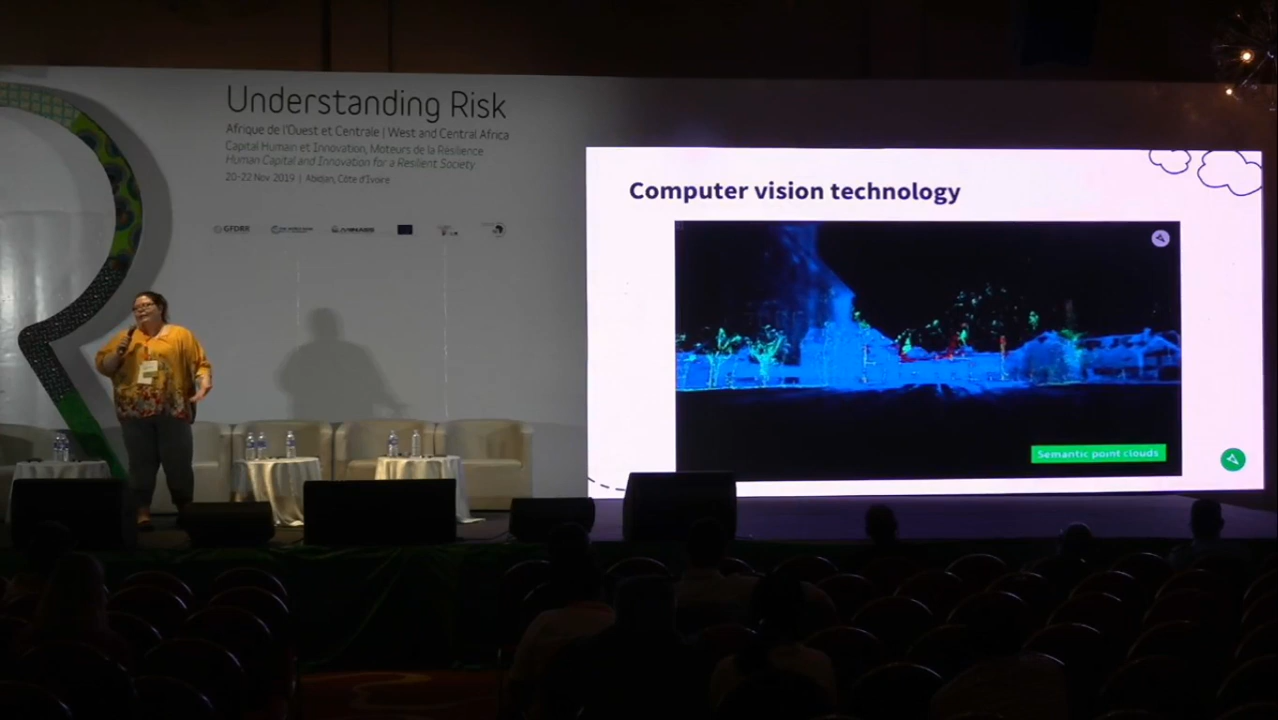 Understanding Risk
Afrique de l'Ouest et Centrale | West and Central Africa
Capital Humain et Innovation, Moteurs de la Résilience
Human Capital and Innovation for a Resilient Society
20-22 Nov 2019 | Abidjan, Côte d'Ivoire
GFDRR
Computer vision technology
Semantic point clouds